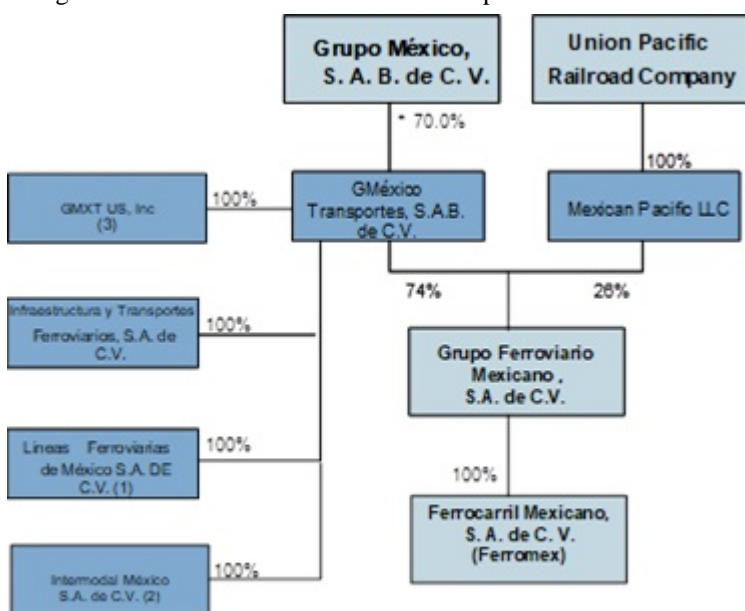 Grupo México,
S. A. B. de C. V.
Union Pacific
Railroad Company
* 70.0%
100%
GMXT US, Inc
(3)
100%
GMéxico
Transportes, S.A.B.
de C.V.
Mexican Pacific LLC
74%
26%
Infraestructura y Transportes
Ferroviarios, S.A. de
C.V.
100%
Grupo Ferroviario
Mexicano ,
S.A. de C.V.
Lineas Ferroviarias
de México S.A. DE
C.V. (1)
100%
100%
Ferrocarril Mexicano,
S. A. de C. V.
(Ferromex)
Intermodal México
S.A. de C.V. (2)
100%